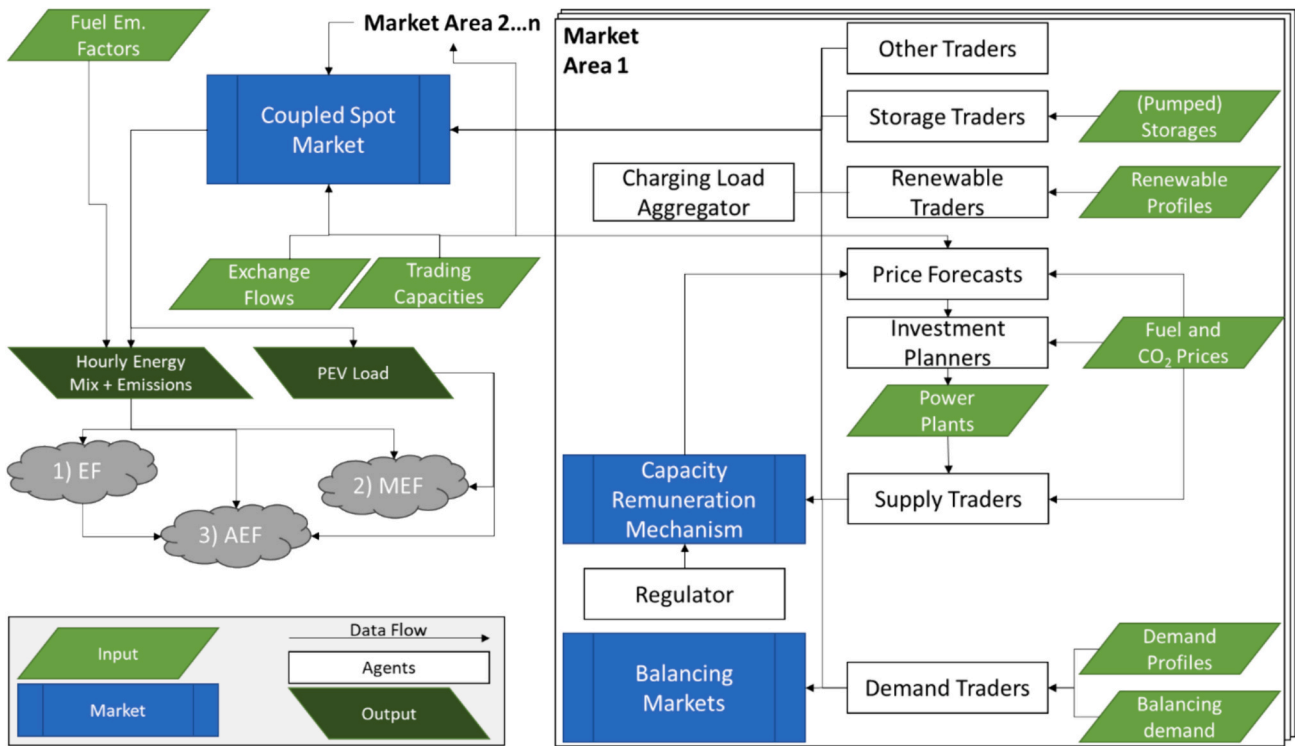 Fuel Em.
Factors
Market Area 2...n
Market
Area 1
Other Traders
Coupled Spot
Market
Storage Traders
(Pumped)
Storages
Charging Load
Aggregator
Renewable
Traders
Renewable
Profiles
Exchange
Flows
Trading
Capacities
Price Forecasts
Investment
Planners
Fuel and
CO₂ Prices
Hourly Energy
Mix + Emissions
PEV Load
Power
Plants
1) EF
2) MEF
3) AEF
Capacity
Remuneration
Mechanism
Supply Traders
Regulator
Data Flow
Input
Agents
Market
Output
Balancing
Markets
Demand Traders
Demand
Profiles
Balancing
demand